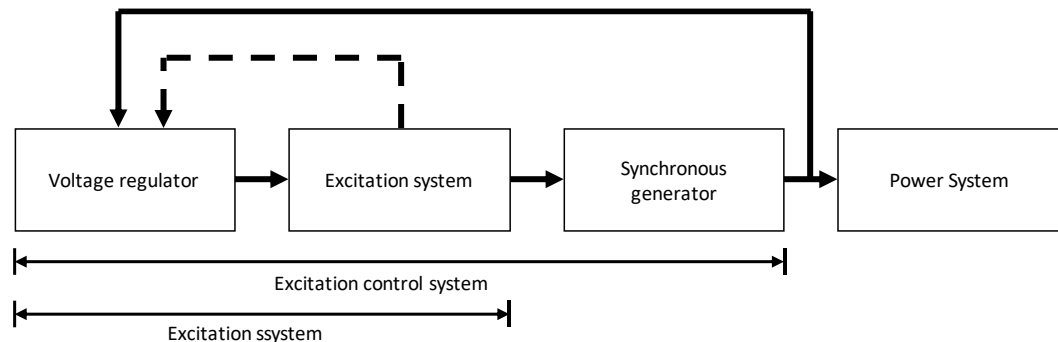 Voltage regulator
Excitation system
Synchronous
generator
Power System
Excitation control system
Excitation ssystem